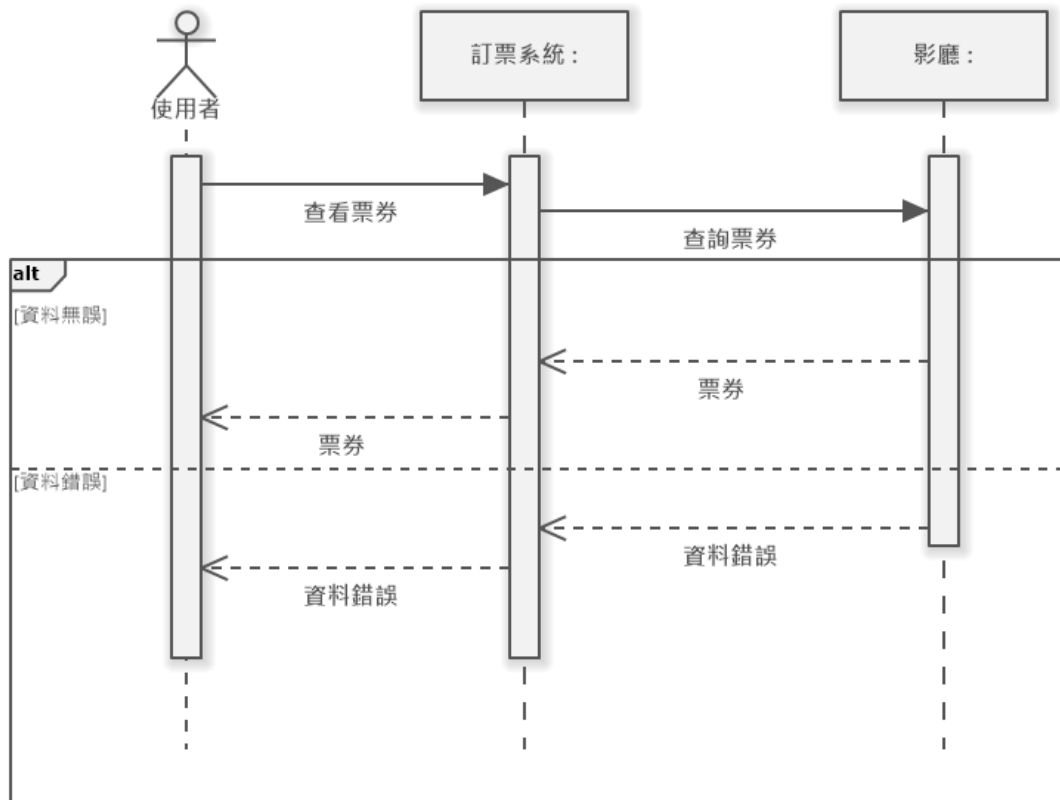 使用者
訂票系統 :
影廳 :
查看票券
查詢票券
alt
[資料無誤]
票券
票券
[資料錯誤]
資料錯誤
資料錯誤